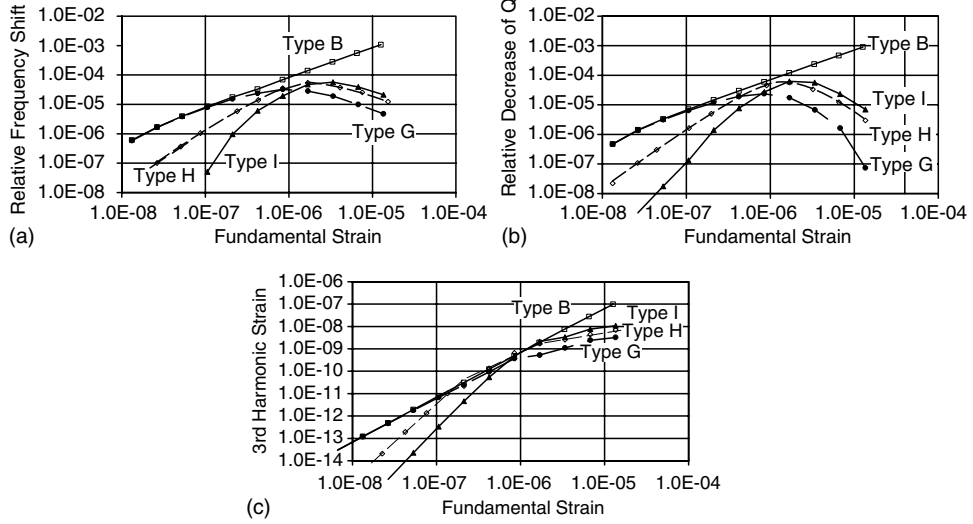 Relative Frequency Shift
1.0E-02
1.0E-03
1.0E-04
1.0E-05
1.0E-06
1.0E-07
1.0E-08
Type B
Type G
Type H
Type I
1.0E-08 1.0E-07 1.0E-06 1.0E-05 1.0E-04
(a)
Fundamental Strain
Relative Decrease of Q
1.0E-02
1.0E-03
1.0E-04
1.0E-05
1.0E-06
1.0E-07
1.0E-08
Type B
Type I
Type H
Type G
1.0E-08 1.0E-07 1.0E-06 1.0E-05 1.0E-04
(b)
Fundamental Strain
3rd Harmonic Strain
1.0E-06
1.0E-07
1.0E-08
1.0E-09
1.0E-10
1.0E-11
1.0E-12
1.0E-13
1.0E-14
Type B
Type I
Type H
Type G
1.0E-08 1.0E-07 1.0E-06 1.0E-05 1.0E-04
(c)
Fundamental Strain